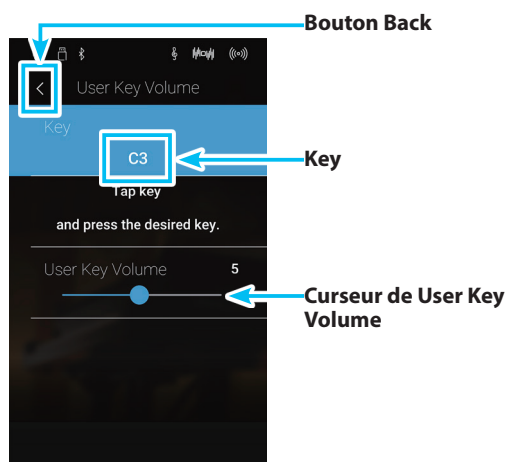 Bouton Back
User Key Volume
Key
C3
Key
Tap key
and press the desired key.
User Key Volume 5
Curseur de User Key
Volume